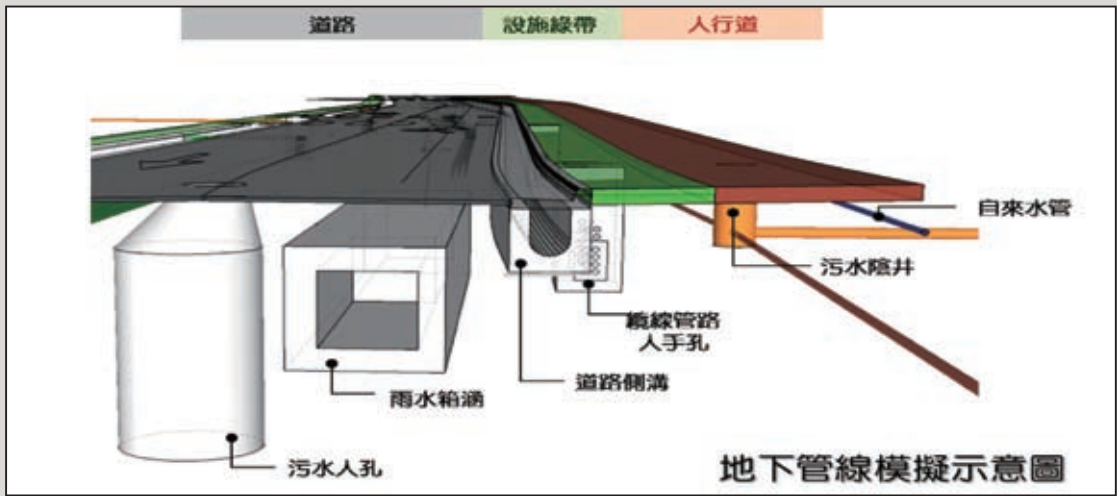 道路
設施綠帶
人行道
自來水管
污水陰井
纜線管路
人手孔
道路側溝
雨水箱涵
污水人孔
地下管線模擬示意圖